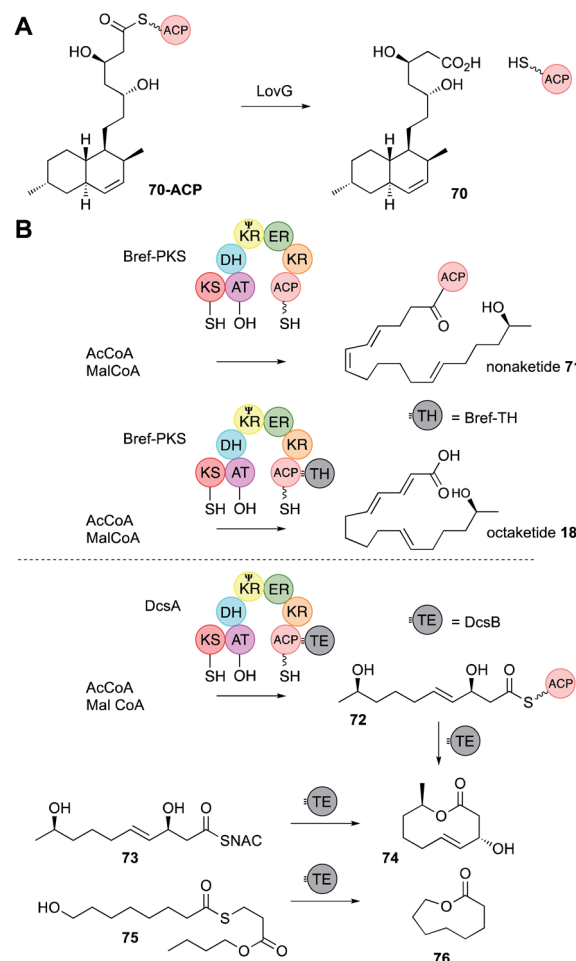 A
O
S
ACP
HO
OH
H
H
70-ACP
LovG
HO
CO2H
OH
H
H
70
HS
ACP
B
Bref-PKS
Ψ
KR
ER
DH
KR
KS
AT
ACP
SH
OH
SH
AcCoA
MalCoA
ACP
O
HO
nonaketide 71
TH = Bref-TH
Bref-PKS
Ψ
KR
ER
DH
KR
KS
AT
ACP
TH
SH
OH
SH
AcCoA
MalCoA
OH
O
HO
octaketide 18
DcsA
Ψ
KR
ER
DH
KR
KS
AT
ACP
TE
SH
OH
SH
AcCoA
Mal CoA
TE = DcsB
OH
OH
O
S
ACP
72
TE
OH
OH
O
SNAC
73
TE
O
O
OH
74
HO
O
S
O
O
75
TE
O
O
76